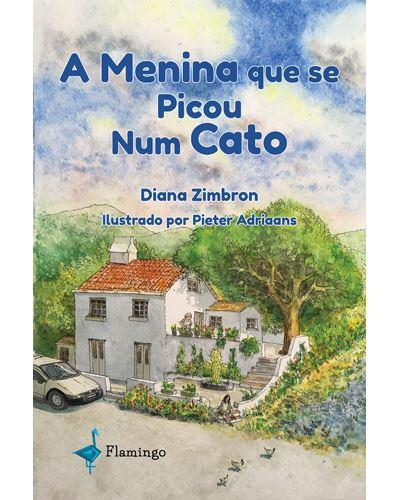 A Menina que se
Picou
Num Cato
Diana Zimbron
Ilustrado por Pieter Adriaans
Flamingo